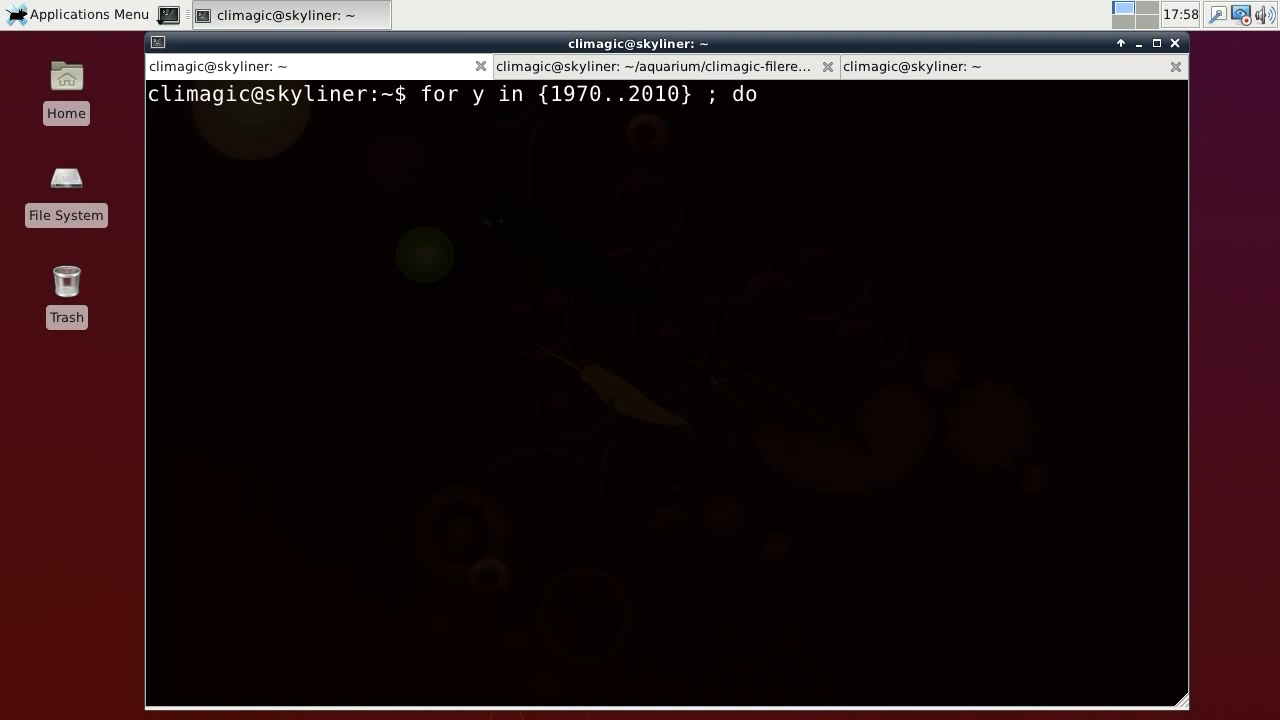 Applications Menu
climagic@skyliner: ~
17:58
climagic@skyliner: ~
climagic@skyliner: ~
climagic@skyliner: ~/aquarium/climagic-filere...
climagic@skyliner: ~
climagic@skyliner:~$ for y in {1970..2010} ; do
Home
File System
Trash